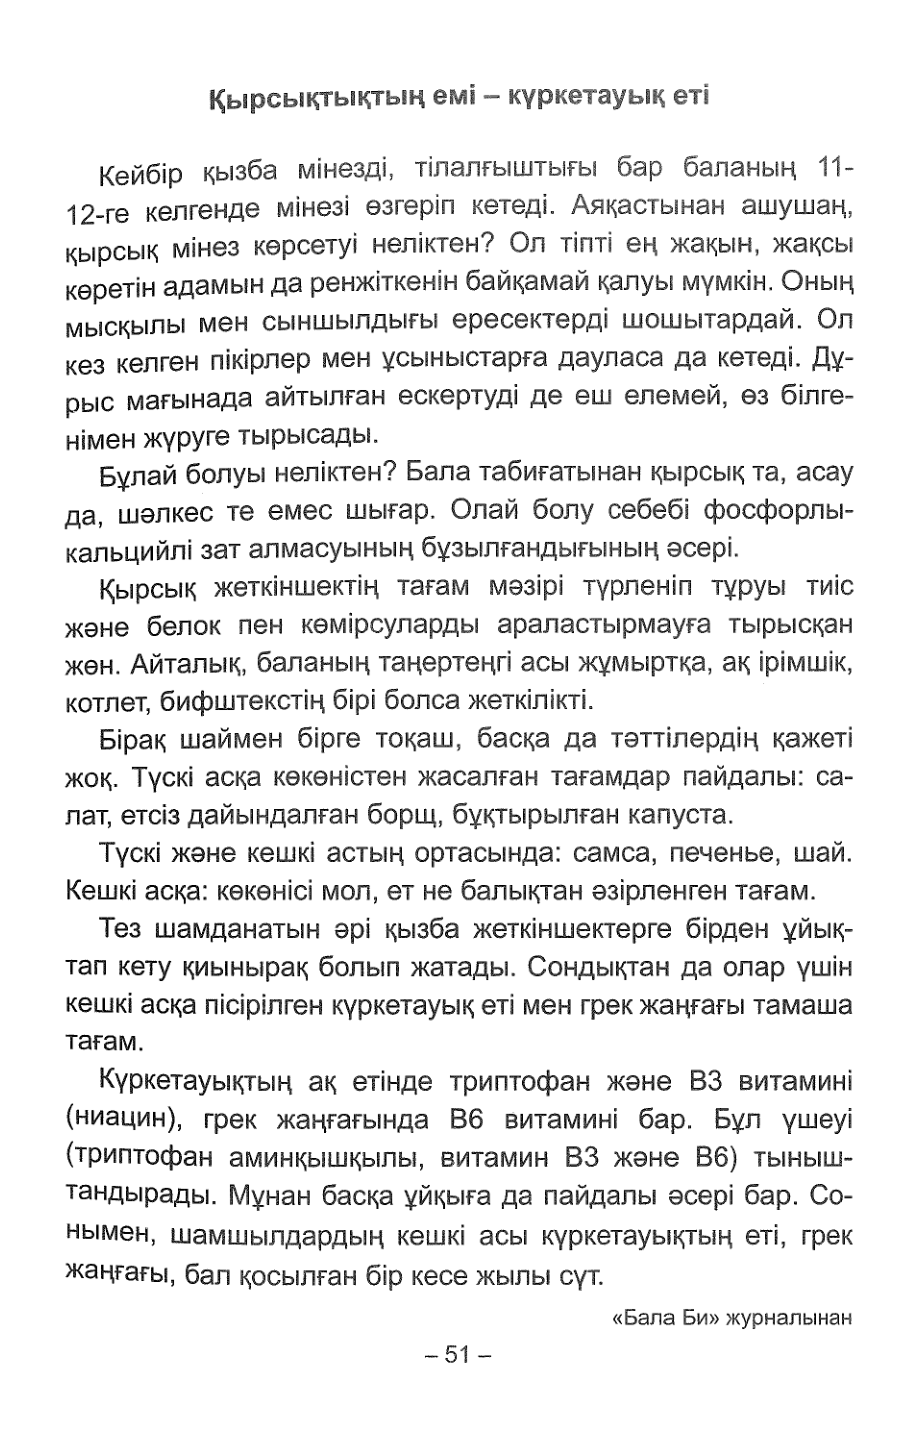 Қырсықтықтың емі – күркетауық еті
Кейбір қызба мінезді, тілалғыштығы бар баланың 11-
12-ге келгенде мінезі өзгеріп кетеді. Аяқастынан ашушаң,
қырсық мінез көрсетуі неліктен? Ол тіпті ең жақын, жақсы
көретін адамын да ренжіткенін байқамай қалуы мүмкін. Оның
мысқылы мен сыншылдығы ересектерді шошытардай. Ол
кез келген пікірлер мен ұсыныстарға дауласа да кетеді. Дұ-
рыс мағынада айтылған ескертуді де еш елемей, өз білге-
німен жүруге тырысады.
Бұлай болуы неліктен? Бала табиғатынан қырсық та, асау
да, шәлкес те емес шығар. Олай болу себебі фосфорлы-
кальцийлі зат алмасуының бұзылғандығының әсері.
Қырсық жеткіншектің тағам мәзірі түрленіп тұруы тиіс
және белок пен көмірсуларды араластырмауға тырысқан
жөн. Айталық, баланың таңертеңгі асы жұмыртқа, ақ ірімшік,
котлет, бифштекстің бірі болса жеткілікті.
Бірақ шаймен бірге тоқаш, басқа да тәттілердің қажеті
жоқ. Түскі асқа көкөністен жасалған тағамдар пайдалы: са-
лат, етсіз дайындалған борщ, бұқтырылған капуста.
Түскі және кешкі астың ортасында: самса, печенье, шай.
Кешкі асқа: көкөнісі мол, ет не балықтан әзірленген тағам.
Тез шамданатын әрі қызба жеткіншектерге бірден ұйық-
тап кету қиынырақ болып жатады. Сондықтан да олар үшін
кешкі асқа пісірілген күркетауық еті мен грек жаңғағы тамаша
тағам.
Күркетауықтың ақ етінде триптофан және В3 витамині
(ниацин), грек жаңғағында В6 витамині бар. Бұл үшеуі
(триптофан аминқышқылы, витамин В3 және В6) тыныш-
тандырады. Мұнан басқа ұйқыға да пайдалы әсері бар. Со-
нымен, шамшылдардың кешкі асы күркетауықтың еті, грек
жаңғағы, бал қосылған бір кесе жылы сүт.
«Бала Би» журналынан
– 51 –